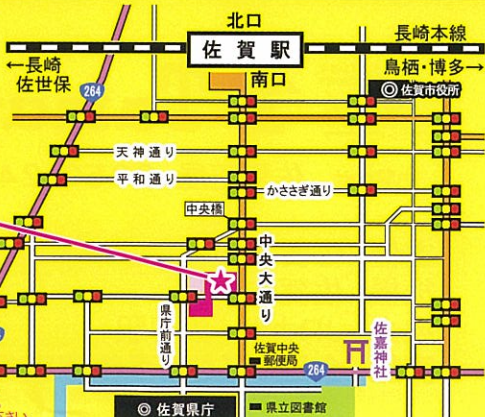 北口
佐賀駅
長崎本線
←長崎
佐世保
南口
鳥栖・博多→
264
◎ 佐賀市役所
天神通り
平和通り
かささぎ通り
中央橋
中央大通り
県庁前通り
佐嘉神社
佐賀中央
郵便局
264
◎ 佐賀県庁
県立図書館
さい